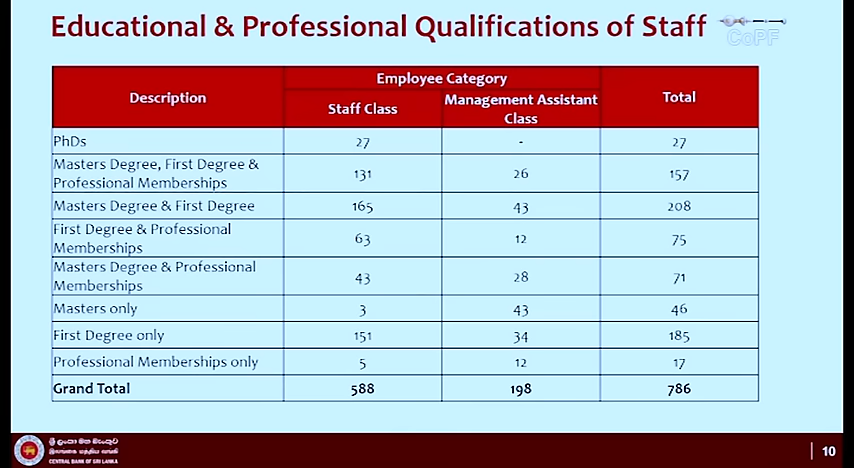 Educational & Professional Qualifications of Staff
CoPF
Description
Employee Category
Total
Staff Class
Management Assistant
Class
PhDs 27 - 27
Masters Degree, First Degree &
Professional Memberships 131 26 157
Masters Degree & First Degree 165 43 208
First Degree & Professional
Memberships 63 12 75
Masters Degree & Professional
Memberships 43 28 71
Masters only 3 43 46
First Degree only 151 34 185
Professional Memberships only 5 12 17
Grand Total 588 198 786
ශ්‍රී ලංකා මහ බැංකුව
இலங்கை மத்திய வங்கி
CENTRAL BANK OF SRI LANKA
10